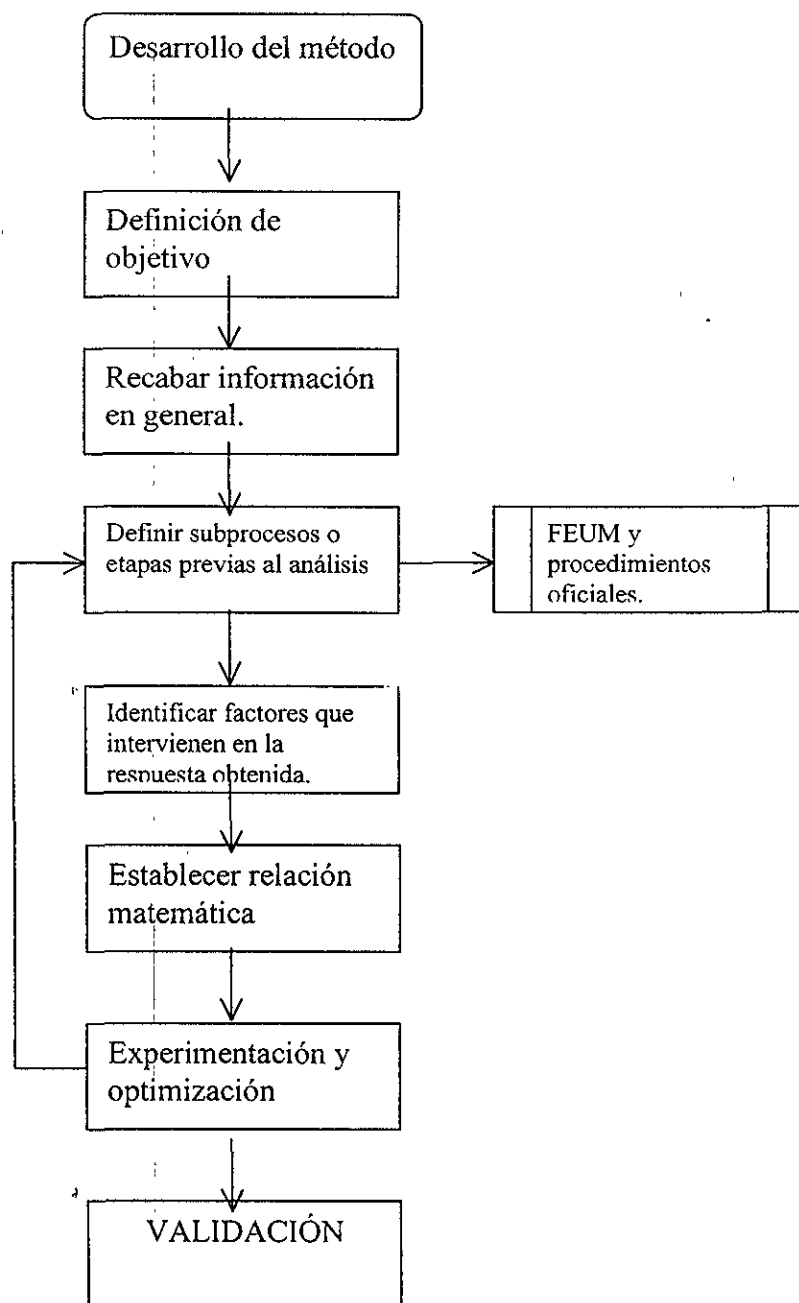 Desarrollo del método
Definición de
objetivo
Recabar información
en general.
Definir subprocesos o
etapas previas al análisis
FEUM y
procedimientos
oficiales.
Identificar factores que
intervienen en la
respuesta obtenida.
Establecer relación
matemática
Experimentación y
optimización
VALIDACIÓN